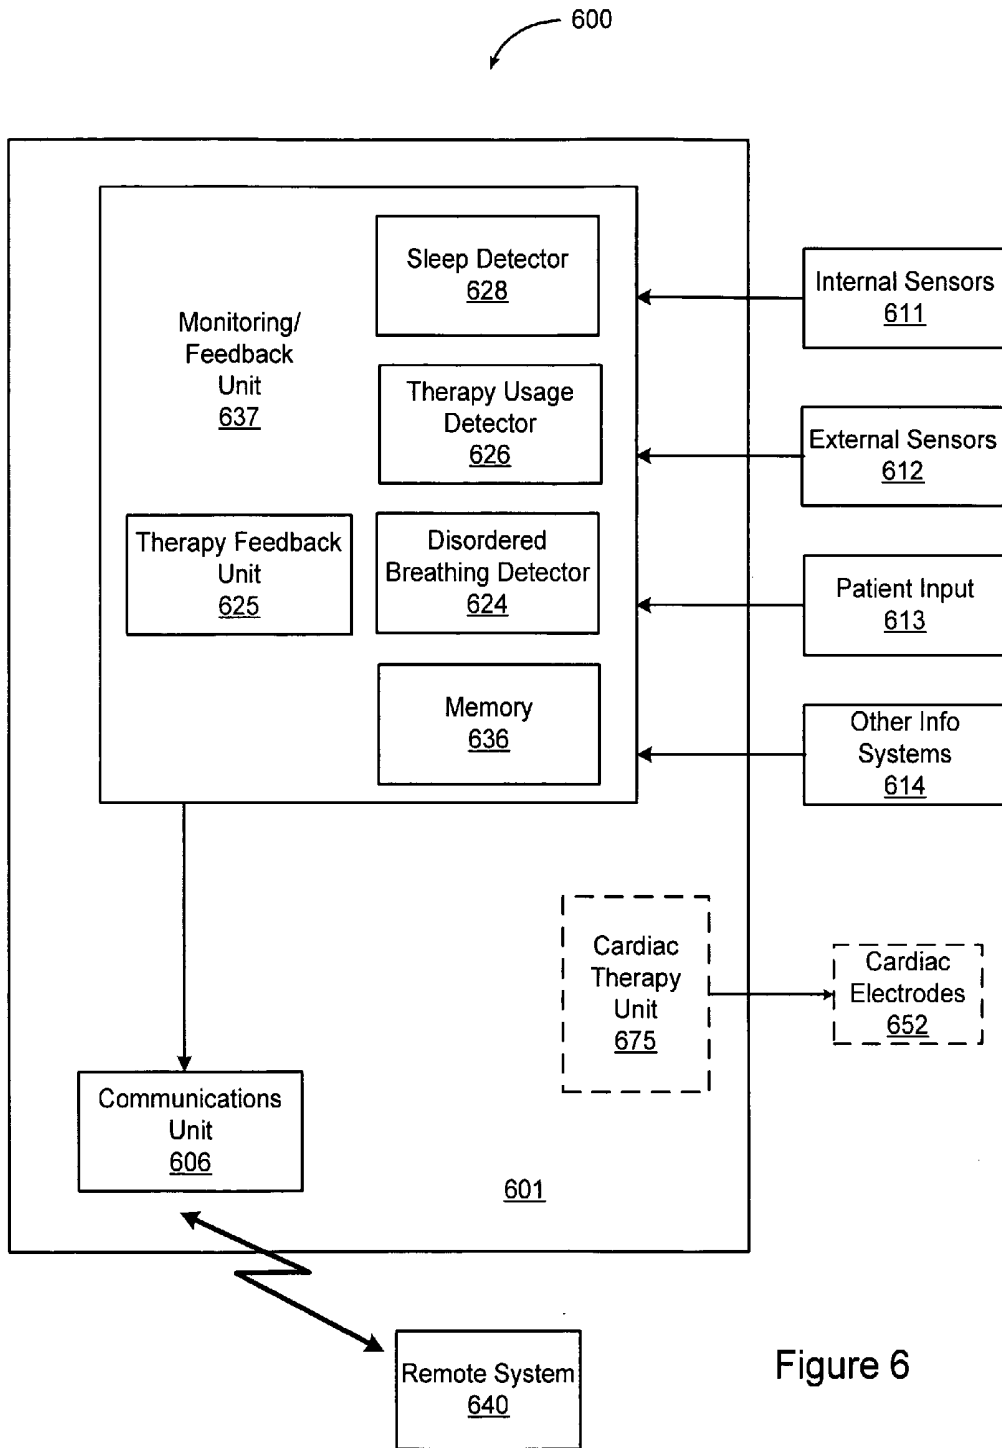 600
Sleep Detector
628
Internal Sensors
611
Monitoring/
Feedback
Unit
637
Therapy Usage
Detector
626
External Sensors
612
Therapy Feedback
Unit
625
Disordered
Breathing Detector
624
Patient Input
613
Memory
636
Other Info
Systems
614
Cardiac
Therapy
Unit
675
Cardiac
Electrodes
652
Communications
Unit
606
601
Remote System
640
Figure 6